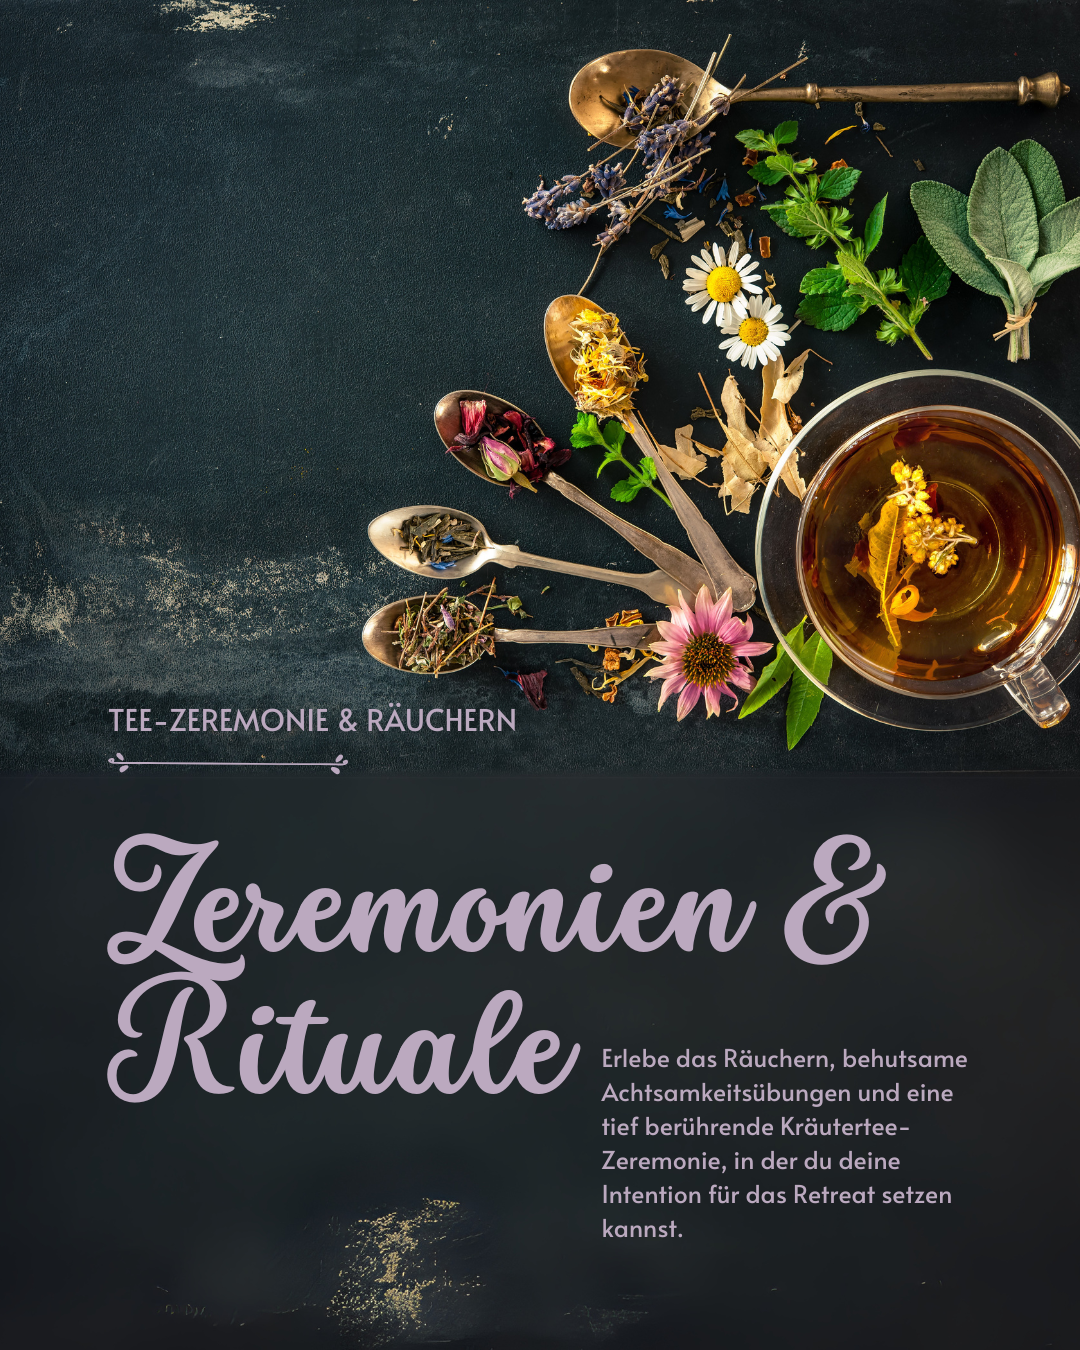 TEE-ZEREMONIE & RÄUCHERN
Zeremonien &
Rituale
Erlebe das Räuchern, behutsame
Achtsamkeitsübungen und eine
tief berührende Kräutertee-
Zeremonie, in der du deine
Intention für das Retreat setzen
kannst.